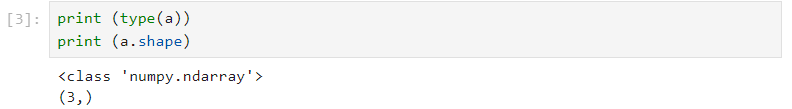 [3]:
print (type(a))
print (a.shape)
<class 'numpy.ndarray'>
(3,)